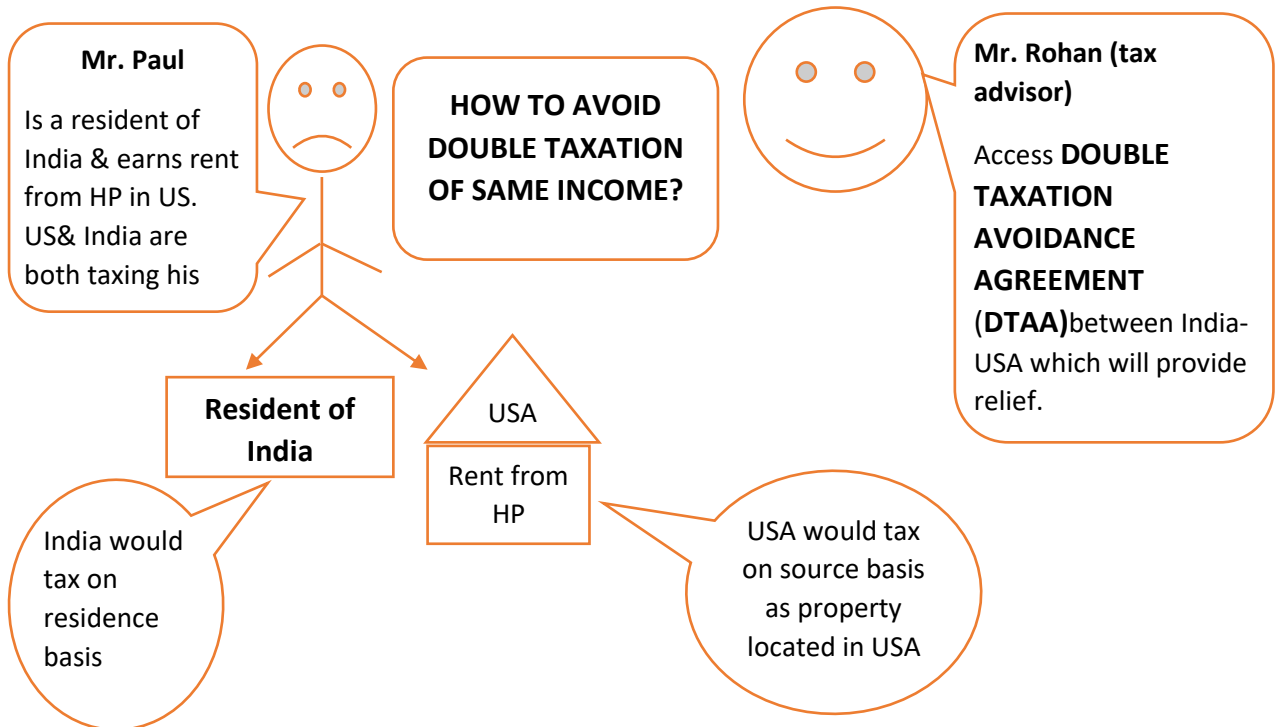 Mr. Paul
Is a resident of
India & earns rent
from HP in US.
US& India are
both taxing his
HOW TO AVOID
DOUBLE TAXATION
OF SAME INCOME?
Mr. Rohan (tax
advisor)
Access DOUBLE
TAXATION
AVOIDANCE
AGREEMENT
(DTAA)between India-
USA which will provide
relief.
Resident of
India
USA
Rent from
HP
India would
tax on
residence
basis
USA would tax
on source basis
as property
located in USA